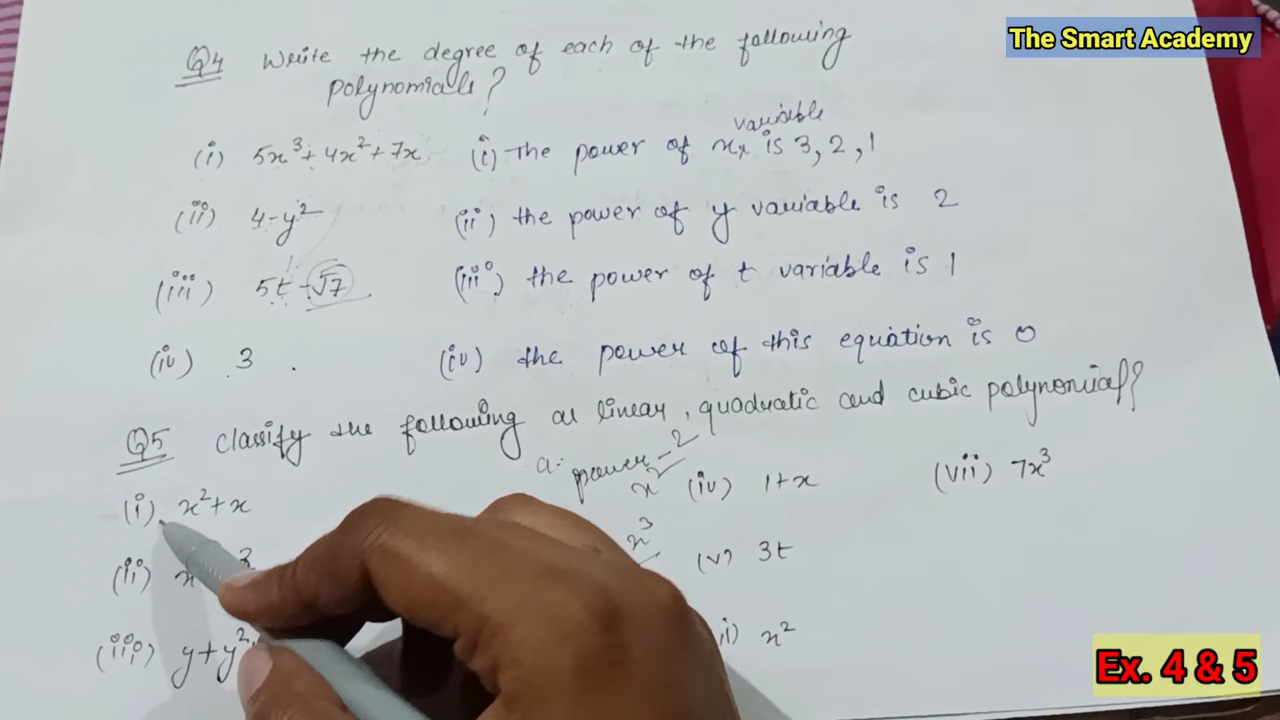 The Smart Academy
Q4 Write the degree of each of the following
polynomials?
(i) 5x³+4x²+7x (i) The power of x variable is 3, 2, 1
(ii) 4-y² (ii) the power of y variable is 2
(iii) 5t-√7 (iii) the power of t variable is 1
(iv) 3 . (iv) the power of this equation is 0
Q5 classify the following as linear, quadratic and cubic polynomial?
power-2
x²
(i) x²+x (iv) 1+x (vii) 7x³
x³
(ii) x 3 (v) 3t
(iii) y+y² x²
Ex. 4 & 5